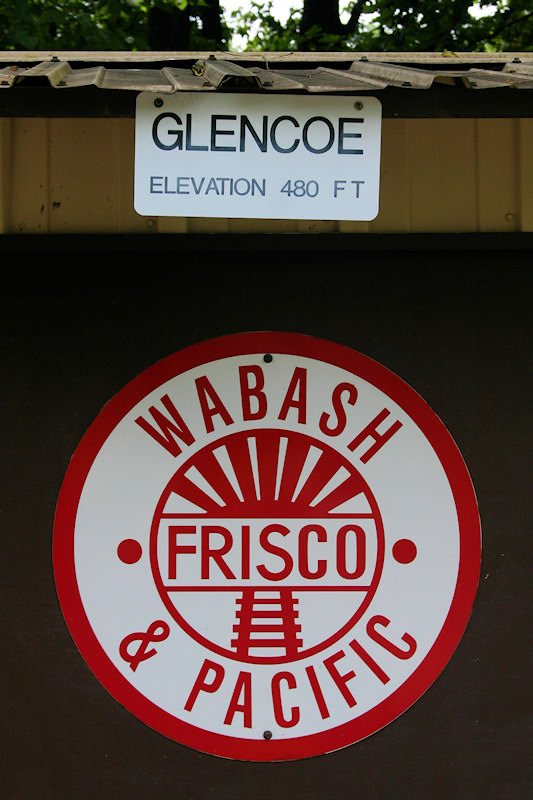 GLENCOE
ELEVATION 480 FT
WABASH
FRISCO
& PACIFIC